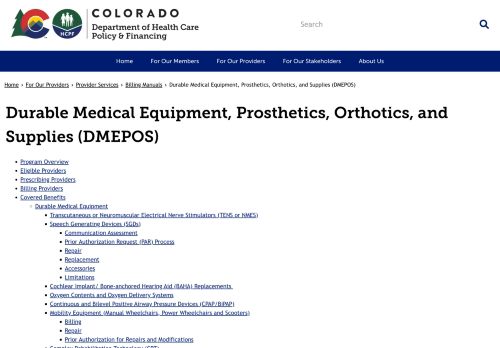 COLORADO
Department of Health Care
Policy & Financing
HCPF
Search
Home For Our Members For Our Providers For Our Stakeholders About Us
Home › For Our Providers › Provider Services › Billing Manuals › Durable Medical Equipment, Prosthetics, Orthotics, and Supplies (DMEPOS)
Durable Medical Equipment, Prosthetics, Orthotics, and
Supplies (DMEPOS)
Program Overview
Eligible Providers
Prescribing Providers
Billing Providers
Covered Benefits
Durable Medical Equipment
Transcutaneous or Neuromuscular Electrical Nerve Stimulators (TENS or NMES)
Speech Generating Devices (SGDs)
Communication Assessment
Prior Authorization Request (PAR) Process
Repair
Replacement
Accessories
Limitations
Cochlear Implant/ Bone-anchored Hearing Aid (BAHA) Replacements
Oxygen Contents and Oxygen Delivery Systems
Continuous and Bilevel Positive Airway Pressure Devices (CPAP/BiPAP)
Mobility Equipment (Manual Wheelchairs, Power Wheelchairs and Scooters)
Billing
Repair
Prior Authorization for Repairs and Modifications
Complex Rehabilitation Technology (CRT)